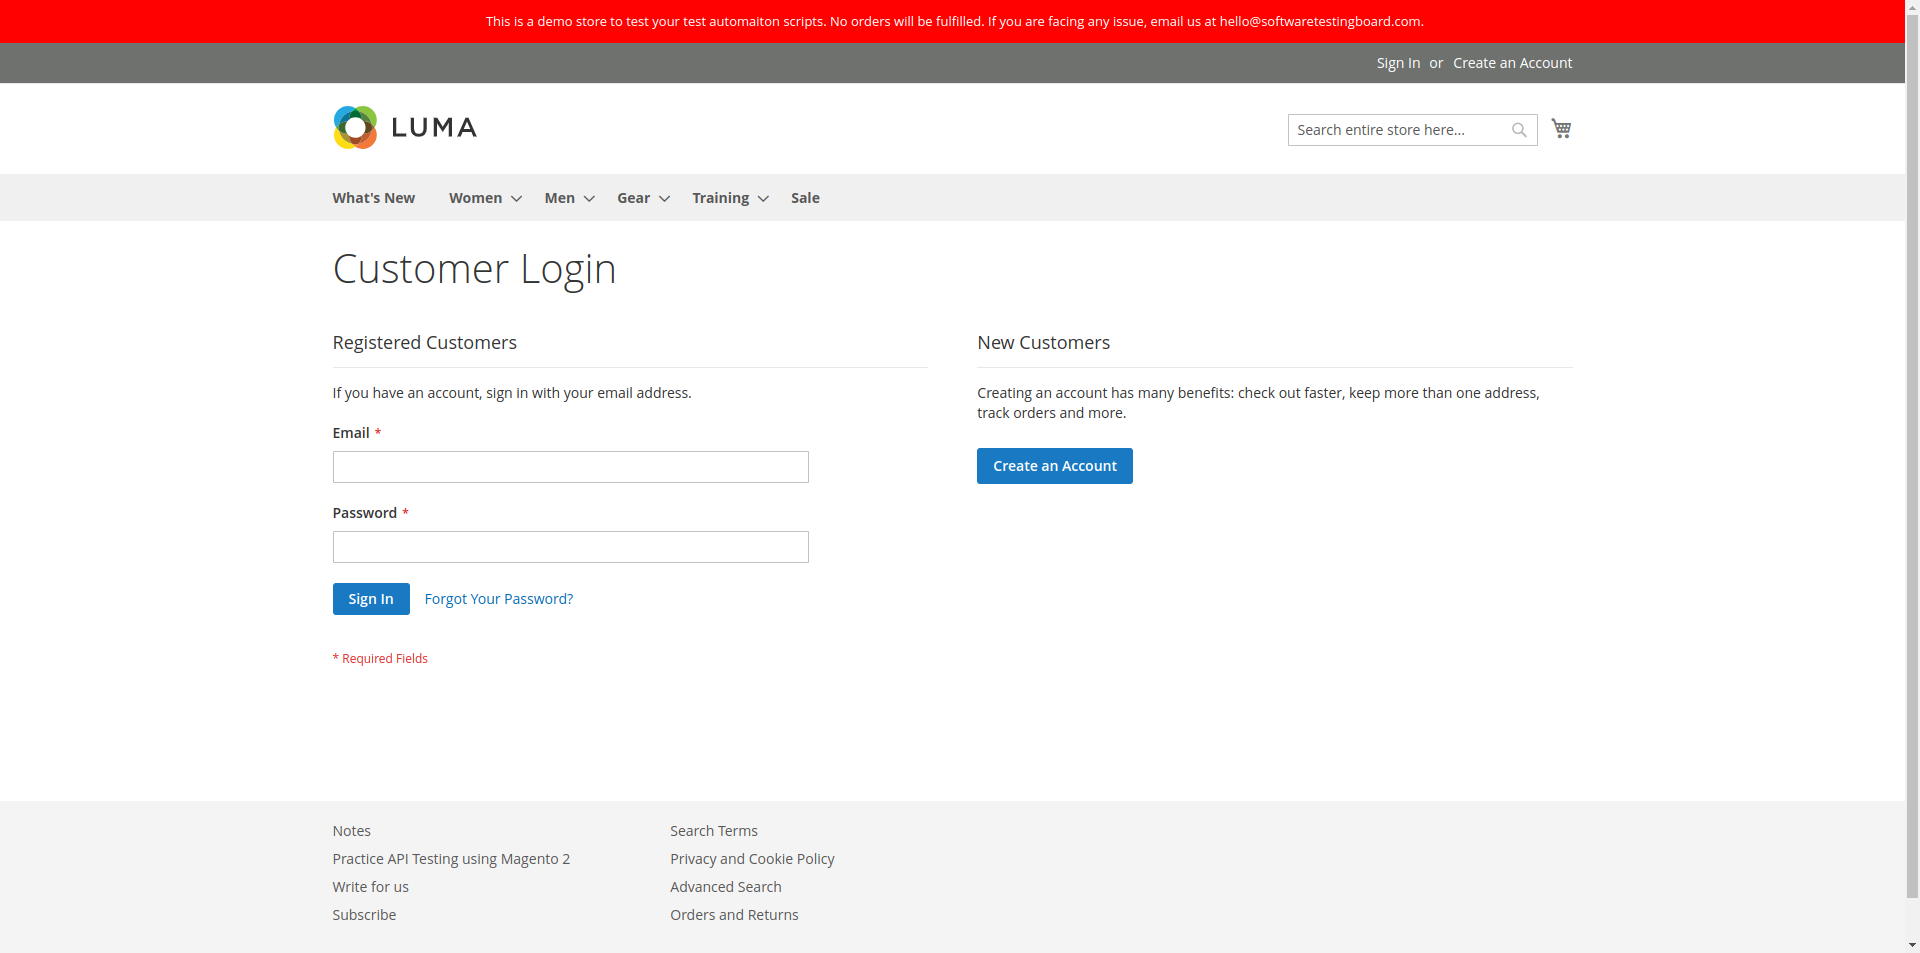 This is a demo store to test your test automaiton scripts. No orders will be fulfilled. If you are facing any issue, email us at hello@softwaretestingboard.com.
Sign In or Create an Account
LUMA
Search entire store here...
What's New Women Men Gear Training Sale
Customer Login
Registered Customers
If you have an account, sign in with your email address.
Email *
Password *
Sign In Forgot Your Password?
* Required Fields
New Customers
Creating an account has many benefits: check out faster, keep more than one address,
track orders and more.
Create an Account
Notes
Practice API Testing using Magento 2
Write for us
Subscribe
Search Terms
Privacy and Cookie Policy
Advanced Search
Orders and Returns